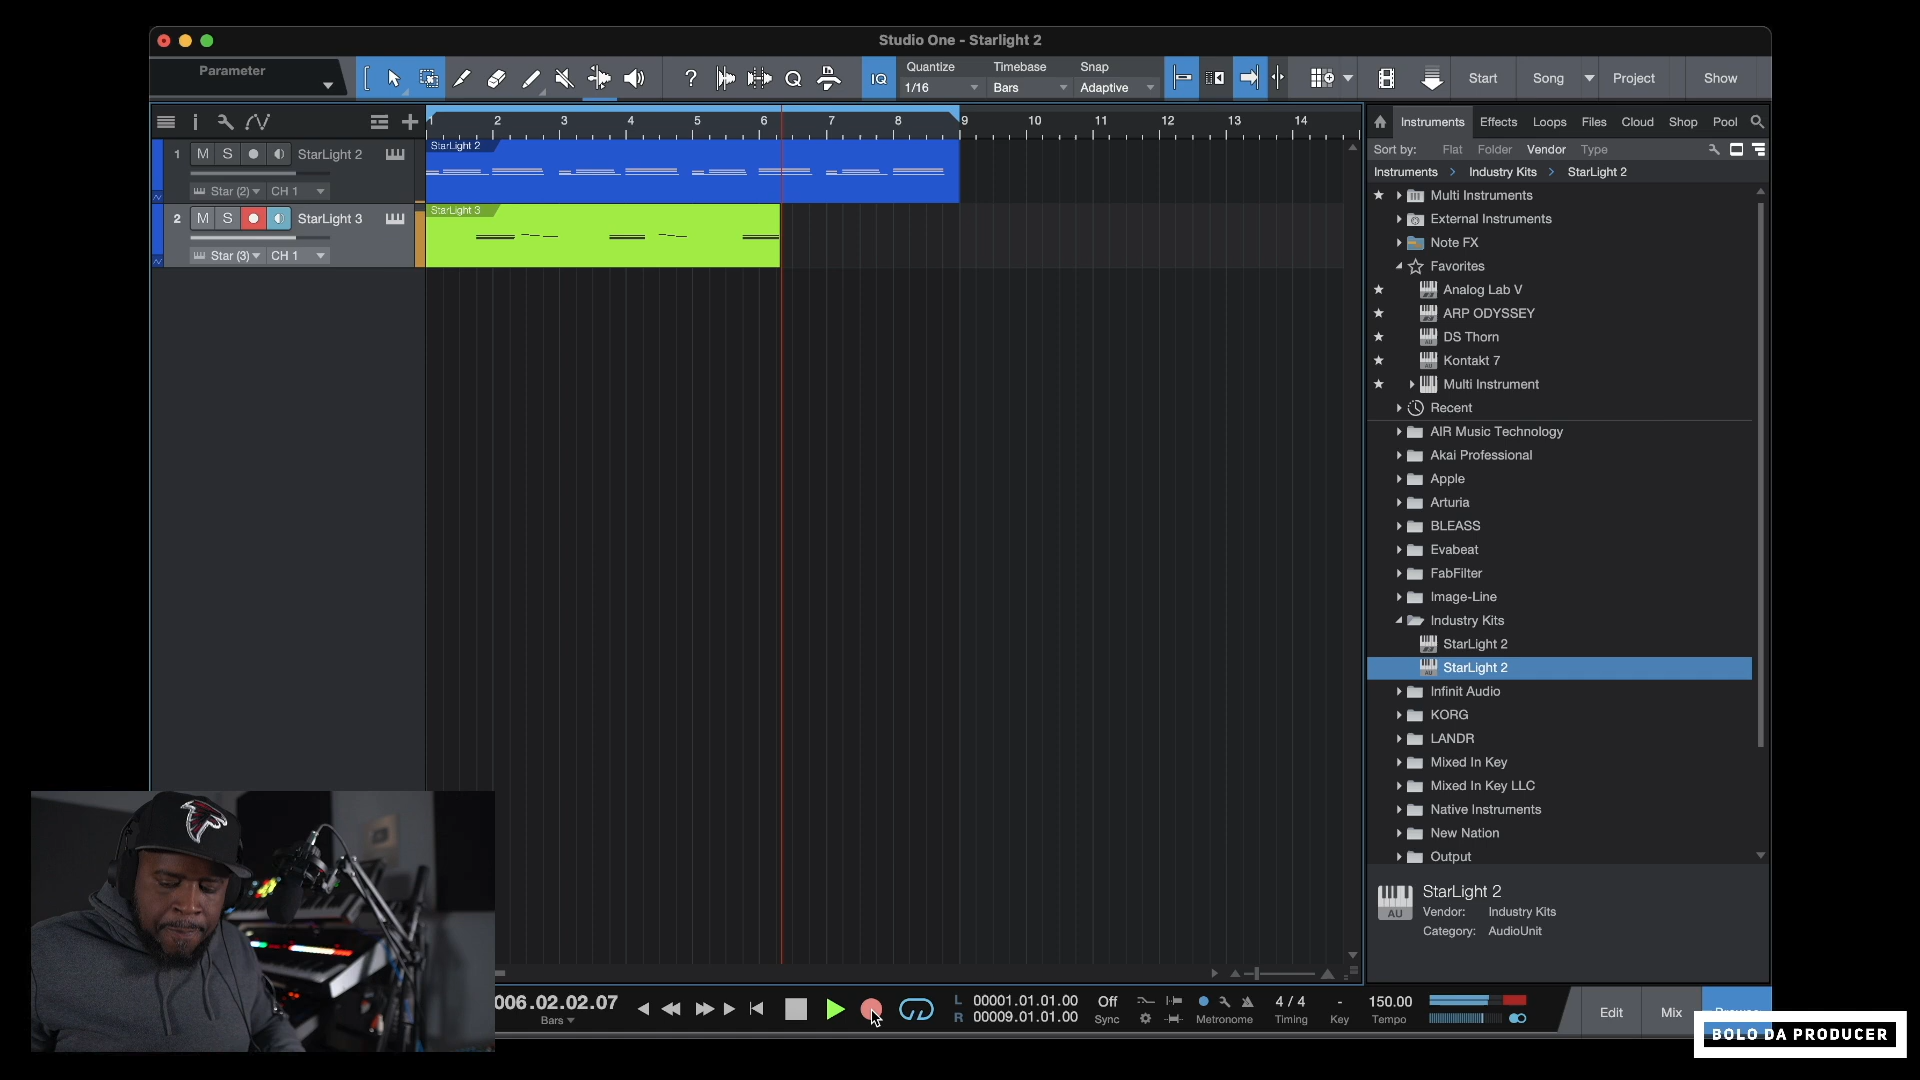 Studio One - Starlight 2
Parameter
IQ
Quantize
1/16
Timebase
Bars
Snap
Adaptive
Start
Song
Project
Show
1 2 3 4 5 6 7 8 9 10 11 12 13 14
1 M S StarLight 2
Star (2) CH 1
2 M S StarLight 3
Star (3) CH 1
StarLight 2
StarLight 3
Instruments Effects Loops Files Cloud Shop Pool
Sort by: Flat Folder Vendor Type
Instruments > Industry Kits > StarLight 2
Multi Instruments
External Instruments
Note FX
Favorites
Analog Lab V
ARP ODYSSEY
DS Thorn
Kontakt 7
Multi Instrument
Recent
AIR Music Technology
Akai Professional
Apple
Arturia
BLEASS
Evabeat
FabFilter
Image-Line
Industry Kits
StarLight 2
StarLight 2
Infinit Audio
KORG
LANDR
Mixed In Key
Mixed In Key LLC
Native Instruments
New Nation
Output
AU
StarLight 2
Vendor: Industry Kits
Category: AudioUnit
006.02.02.07
Bars
L 00001.01.01.00
R 00009.01.01.00
Off
Sync
Metronome
4 / 4
Timing
-
Key
150.00
Tempo
Edit
Mix
BOLO DA PRODUCER